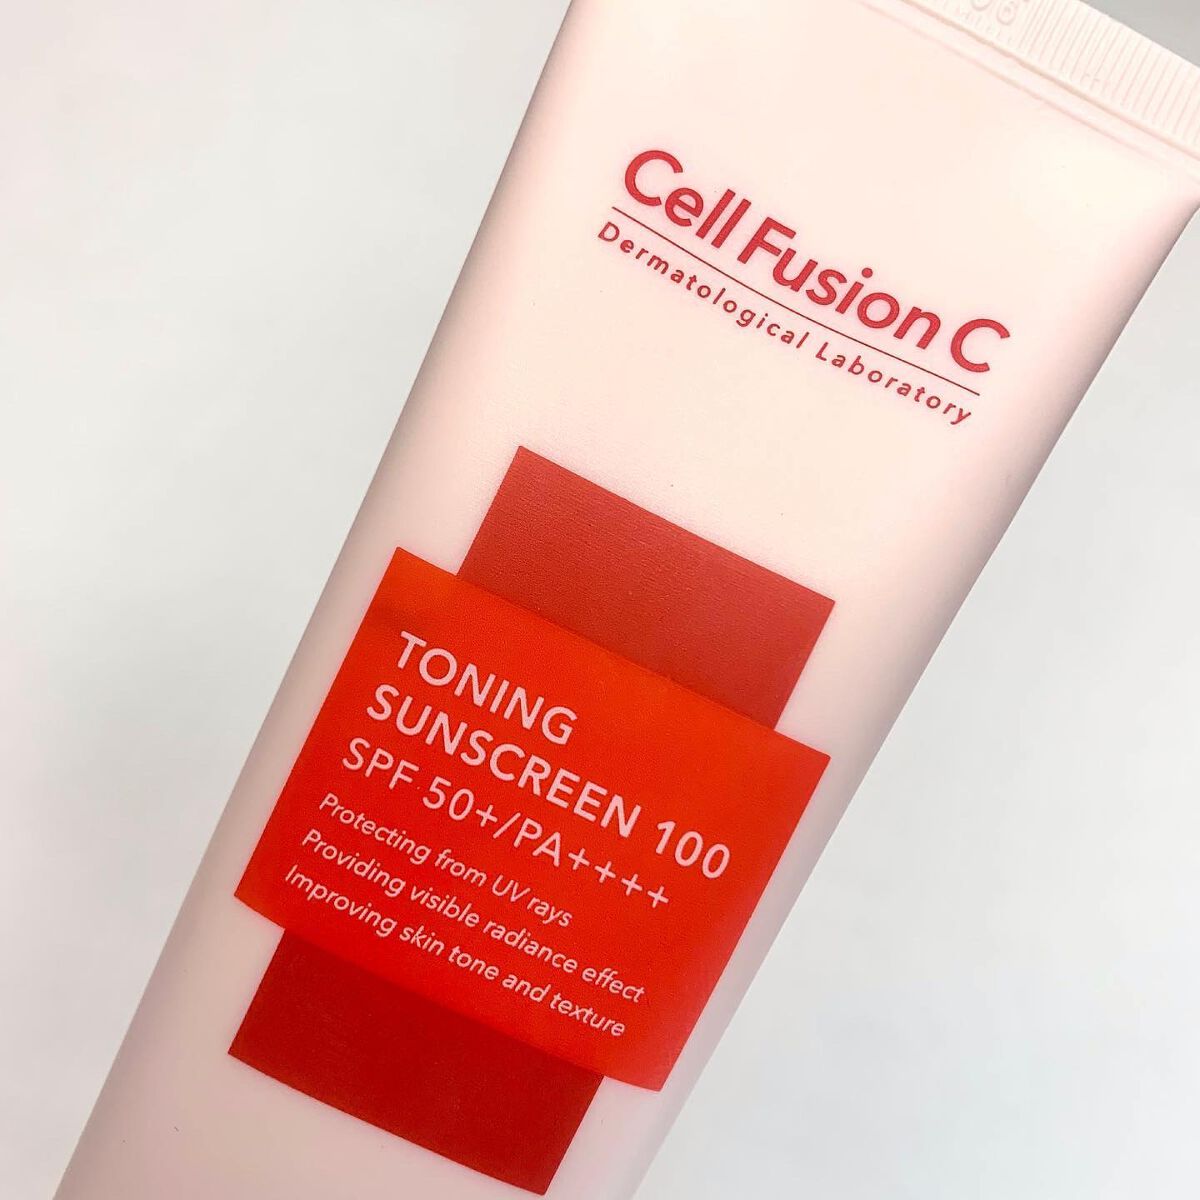 Cell Fusion C
Dermatological Laboratory
TONING
SUNSCREEN 100
SPF 50+/PA++++
Protecting from UV rays
Providing visible radiance effect
Improving skin tone and texture